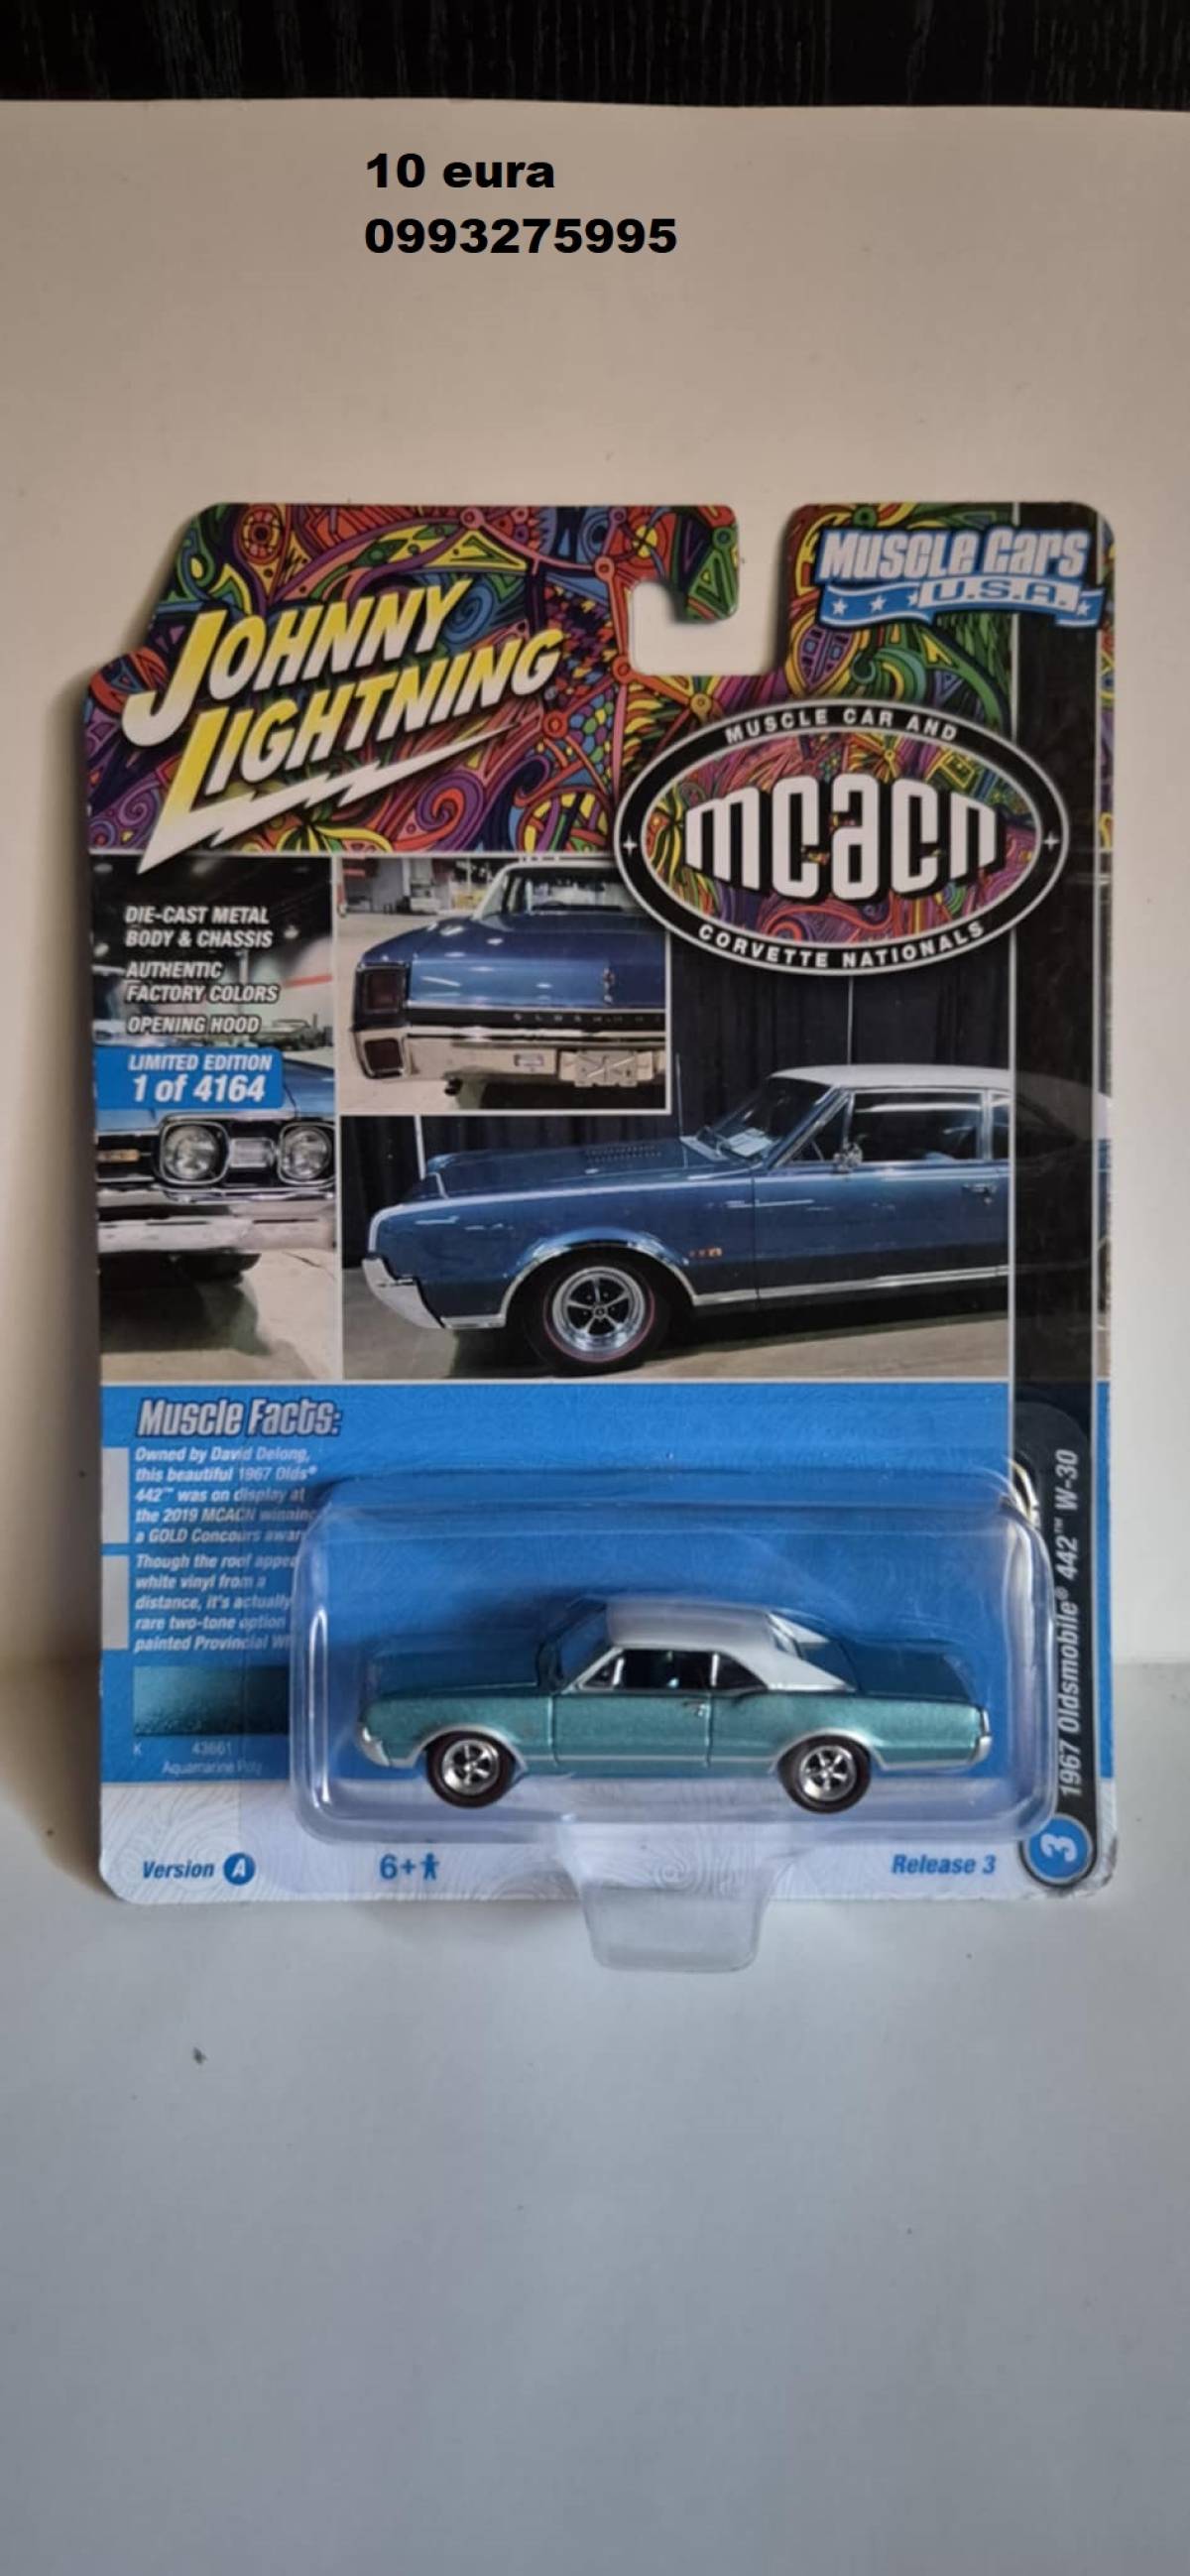 10 eura
0993275995
MUSCLE CARS
U.S.A.
JOHNNY
LIGHTNING
MUSCLE CAR AND
mcacn
CORVETTE NATIONALS
DIE-CAST METAL
BODY & CHASSIS
AUTHENTIC
FACTORY COLORS
OPENING HOOD
LIMITED EDITION
1 of 4164
Muscle Facts:
Owned by David Delong,
this beautiful 1967 Olds®
442™ was on display at
the 2019 MCACN winning
a GOLD Concours
Though the roof
white vinyl from a
distance, it's actually
rare two-tone option
painted Provincial
K 43661
Aquamarine Poly
1967 Oldsmobile® 442™ W-30
3
Version A
6+
Release 3